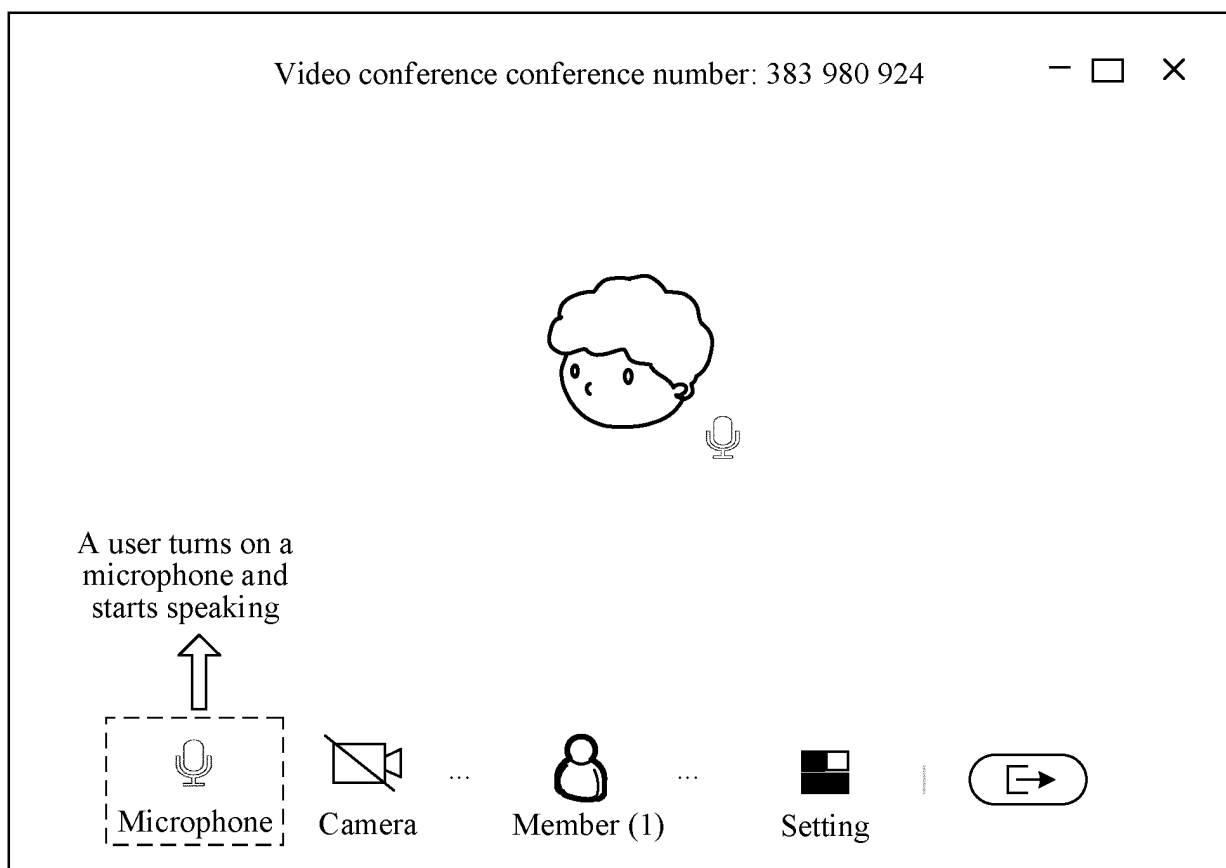 Video conference conference number: 383 980 924
A user turns on a
microphone and
starts speaking
... ...
Microphone Camera Member (1) Setting